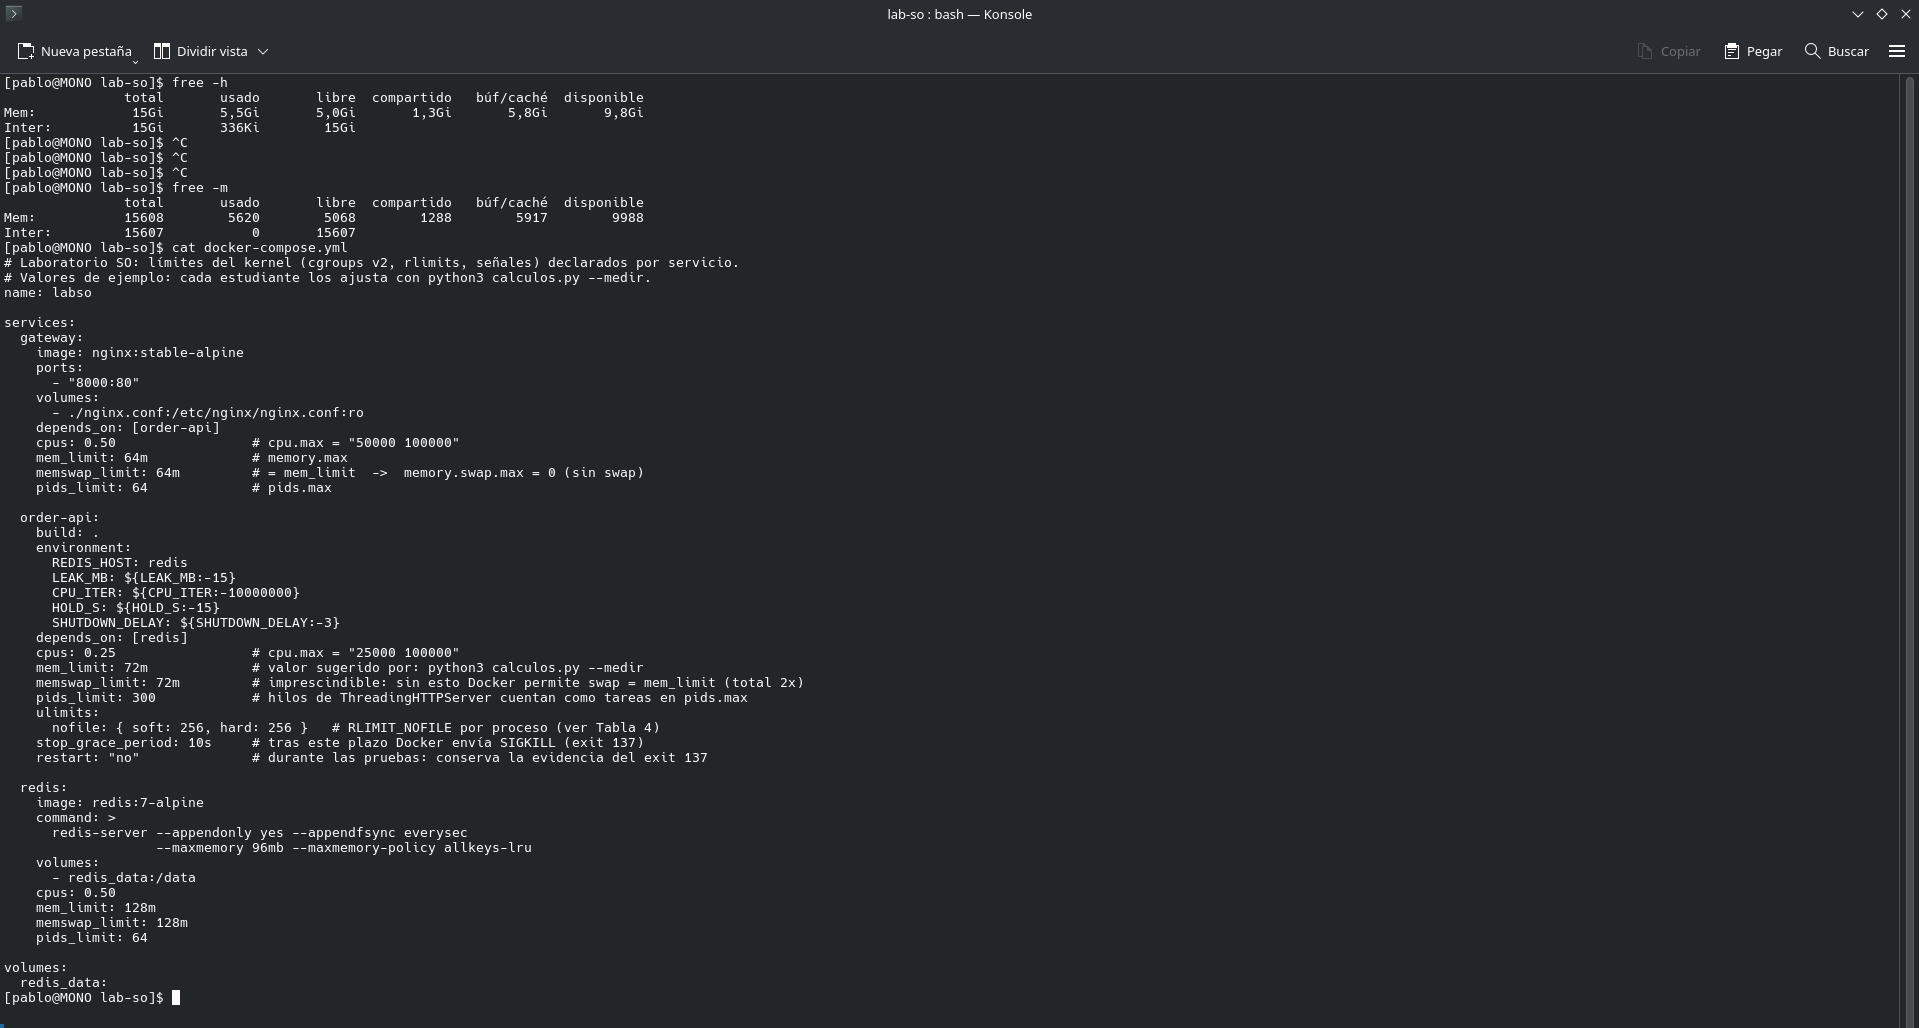 lab-so : bash — Konsole
Nueva pestaña
Dividir vista
Copiar
Pegar
Buscar
[pablo@MONO lab-so]$ free -h
               total       usado       libre  compartido   búf/caché  disponible
Mem:            15Gi       5,5Gi       5,0Gi       1,3Gi       5,8Gi       9,8Gi
Inter:          15Gi       336Ki        15Gi
[pablo@MONO lab-so]$ ^C
[pablo@MONO lab-so]$ ^C
[pablo@MONO lab-so]$ ^C
[pablo@MONO lab-so]$ free -m
               total       usado       libre  compartido   búf/caché  disponible
Mem:           15608        5620        5068        1288        5917        9988
Inter:         15607           0       15607
[pablo@MONO lab-so]$ cat docker-compose.yml
# Laboratorio SO: límites del kernel (cgroups v2, rlimits, señales) declarados por servicio.
# Valores de ejemplo: cada estudiante los ajusta con python3 calculos.py --medir.
name: labso

services:
  gateway:
    image: nginx:stable-alpine
    ports:
      - "8000:80"
    volumes:
      - ./nginx.conf:/etc/nginx/nginx.conf:ro
    depends_on: [order-api]
    cpus: 0.50                 # cpu.max = "50000 100000"
    mem_limit: 64m             # memory.max
    memswap_limit: 64m         # = mem_limit  ->  memory.swap.max = 0 (sin swap)
    pids_limit: 64             # pids.max

  order-api:
    build: .
    environment:
      REDIS_HOST: redis
      LEAK_MB: ${LEAK_MB:-15}
      CPU_ITER: ${CPU_ITER:-10000000}
      HOLD_S: ${HOLD_S:-15}
      SHUTDOWN_DELAY: ${SHUTDOWN_DELAY:-3}
    depends_on: [redis]
    cpus: 0.25                 # cpu.max = "25000 100000"
    mem_limit: 72m             # valor sugerido por: python3 calculos.py --medir
    memswap_limit: 72m         # imprescindible: sin esto Docker permite swap = mem_limit (total 2x)
    pids_limit: 300            # hilos de ThreadingHTTPServer cuentan como tareas en pids.max
    ulimits:
      nofile: { soft: 256, hard: 256 }   # RLIMIT_NOFILE por proceso (ver Tabla 4)
    stop_grace_period: 10s     # tras este plazo Docker envía SIGKILL (exit 137)
    restart: "no"              # durante las pruebas: conserva la evidencia del exit 137

  redis:
    image: redis:7-alpine
    command: >
      redis-server --appendonly yes --appendfsync everysec
                   --maxmemory 96mb --maxmemory-policy allkeys-lru
    volumes:
      - redis_data:/data
    cpus: 0.50
    mem_limit: 128m
    memswap_limit: 128m
    pids_limit: 64

volumes:
  redis_data:
[pablo@MONO lab-so]$